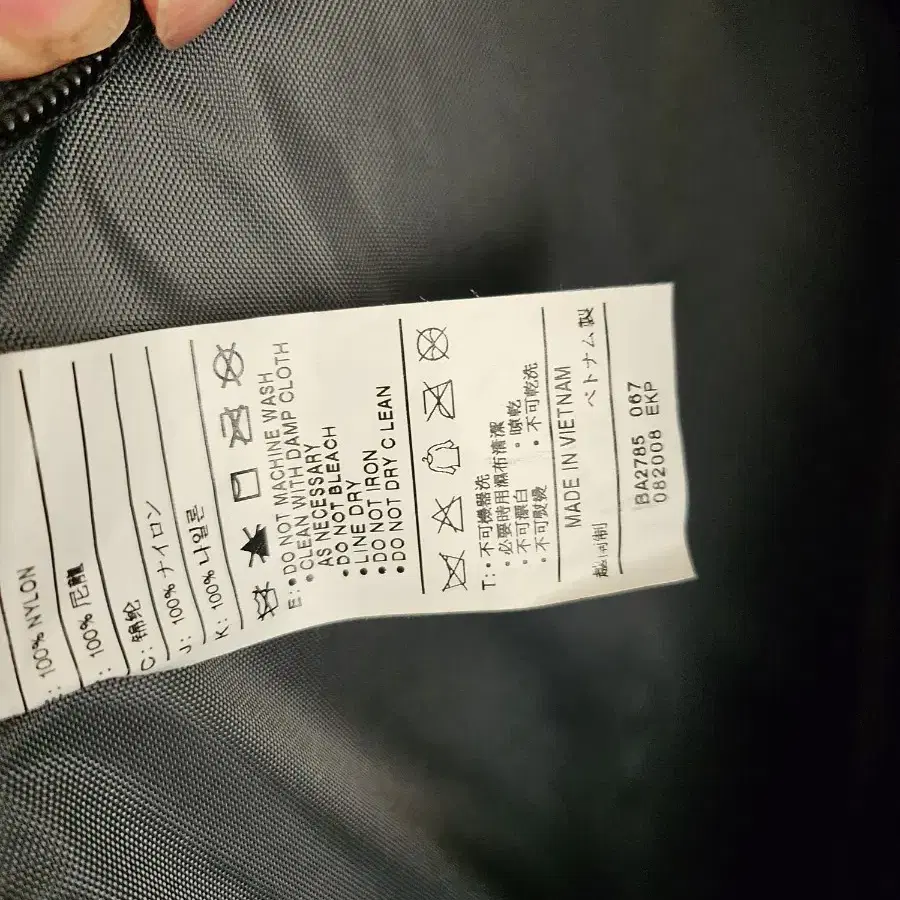 : 100% NYLON
: 100% 尼龍
C: 锦纶
J: 100% ナイロン
K: 100% 나일론
E: • DO NOT MACHINE WASH
• CLEAN WITH DAMP CLOTH
AS NECESSARY
• DO NOT BLEACH
• LINE DRY
• DO NOT IRON
• DO NOT DRY CLEAN
T: • 不可機器洗
• 必要時用濕布清潔
• 不可漂白 • 晾乾
• 不可熨燙 • 不可乾洗
MADE IN VIETNAM
越南制 ベトナム製
BA2785 067
082008 EKP